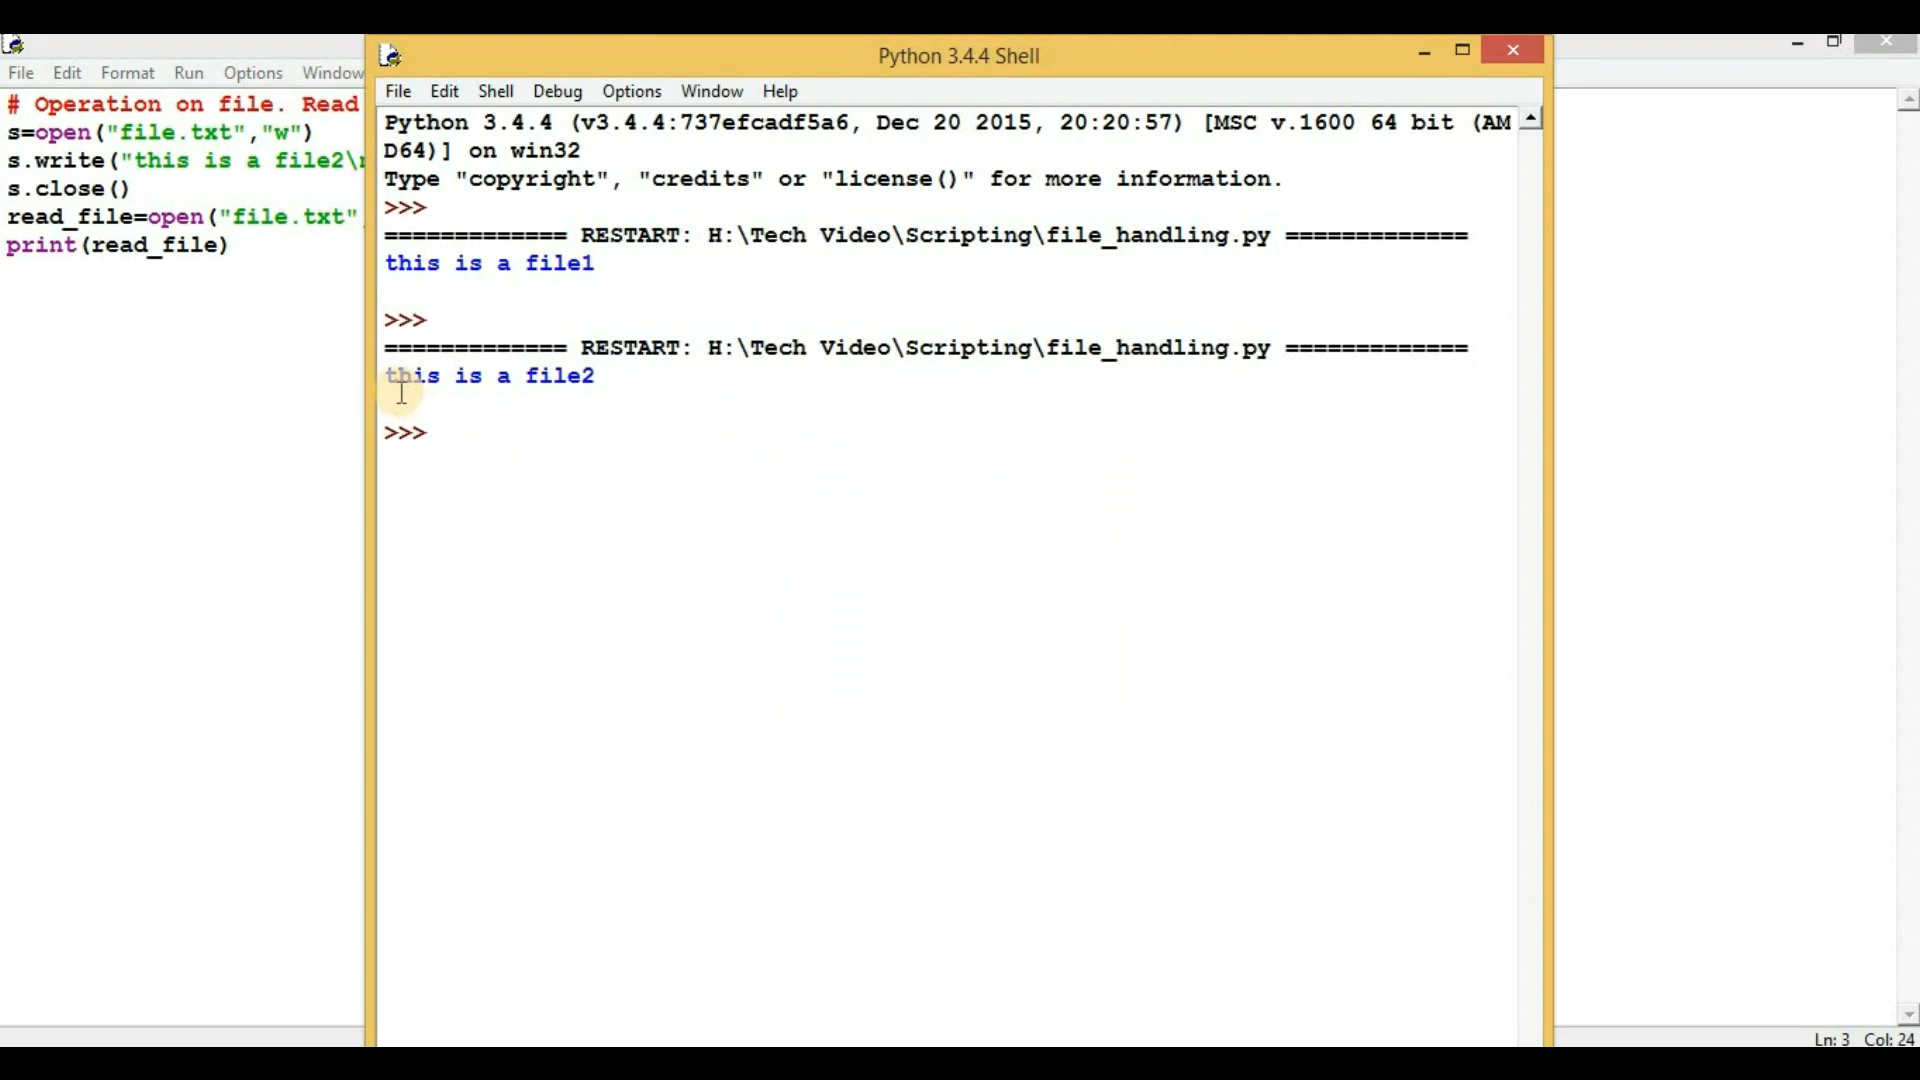 File Edit Format Run Options Window
# Operation on file. Read
s=open("file.txt","w")
s.write("this is a file2\
s.close()
read_file=open("file.txt"
print(read_file)
Python 3.4.4 Shell
File Edit Shell Debug Options Window Help
Python 3.4.4 (v3.4.4:737efcadf5a6, Dec 20 2015, 20:20:57) [MSC v.1600 64 bit (AM
D64)] on win32
Type "copyright", "credits" or "license()" for more information.
>>>
============= RESTART: H:\Tech Video\Scripting\file_handling.py =============
this is a file1
>>>
============= RESTART: H:\Tech Video\Scripting\file_handling.py =============
this is a file2
>>>
Ln: 3 Col: 24